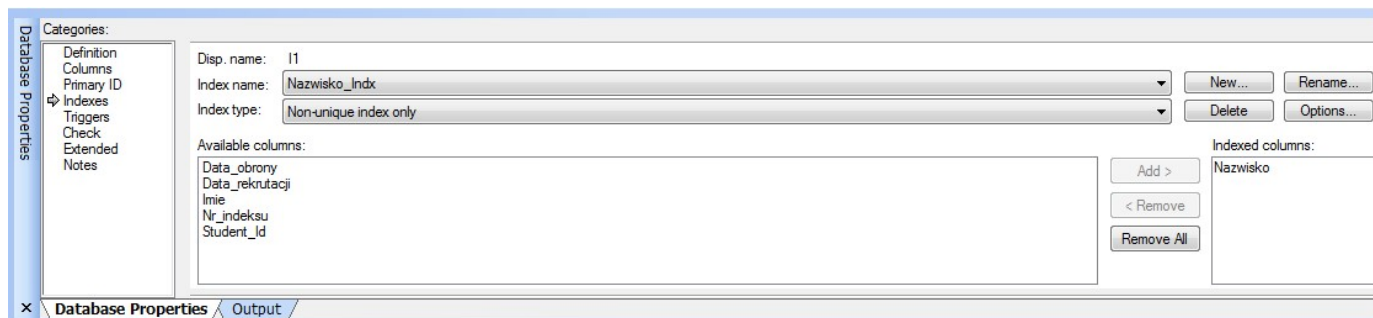 Database Properties
Categories:
Definition
Columns
Primary ID
Indexes
Triggers
Check
Extended
Notes
Disp. name: I1
Index name: Nazwisko_Indx New... Rename...
Index type: Non-unique index only Delete Options...
Available columns:
Data_obrony
Data_rekrutacji
Imie
Nr_indeksu
Student_Id
Add >
< Remove
Remove All
Indexed columns:
Nazwisko
Database Properties Output